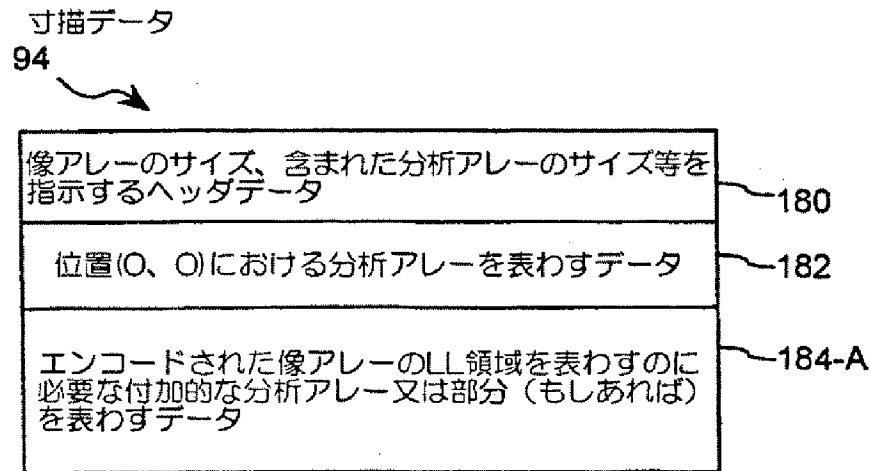 寸描データ
94
像アレーのサイズ、含まれた分析アレーのサイズ等を
指示するヘッダデータ
180
位置(0、0)における分析アレーを表わすデータ
182
エンコードされた像アレーのLL領域を表わすのに
必要な付加的な分析アレー又は部分（もしあれば）
を表わすデータ
184-A